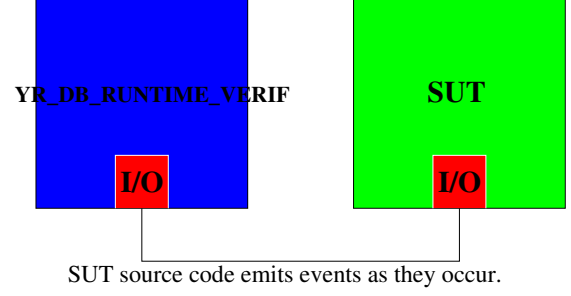 YR_DB_RUNTIME_VERIF
SUT
I/O
I/O
SUT source code emits events as they occur.